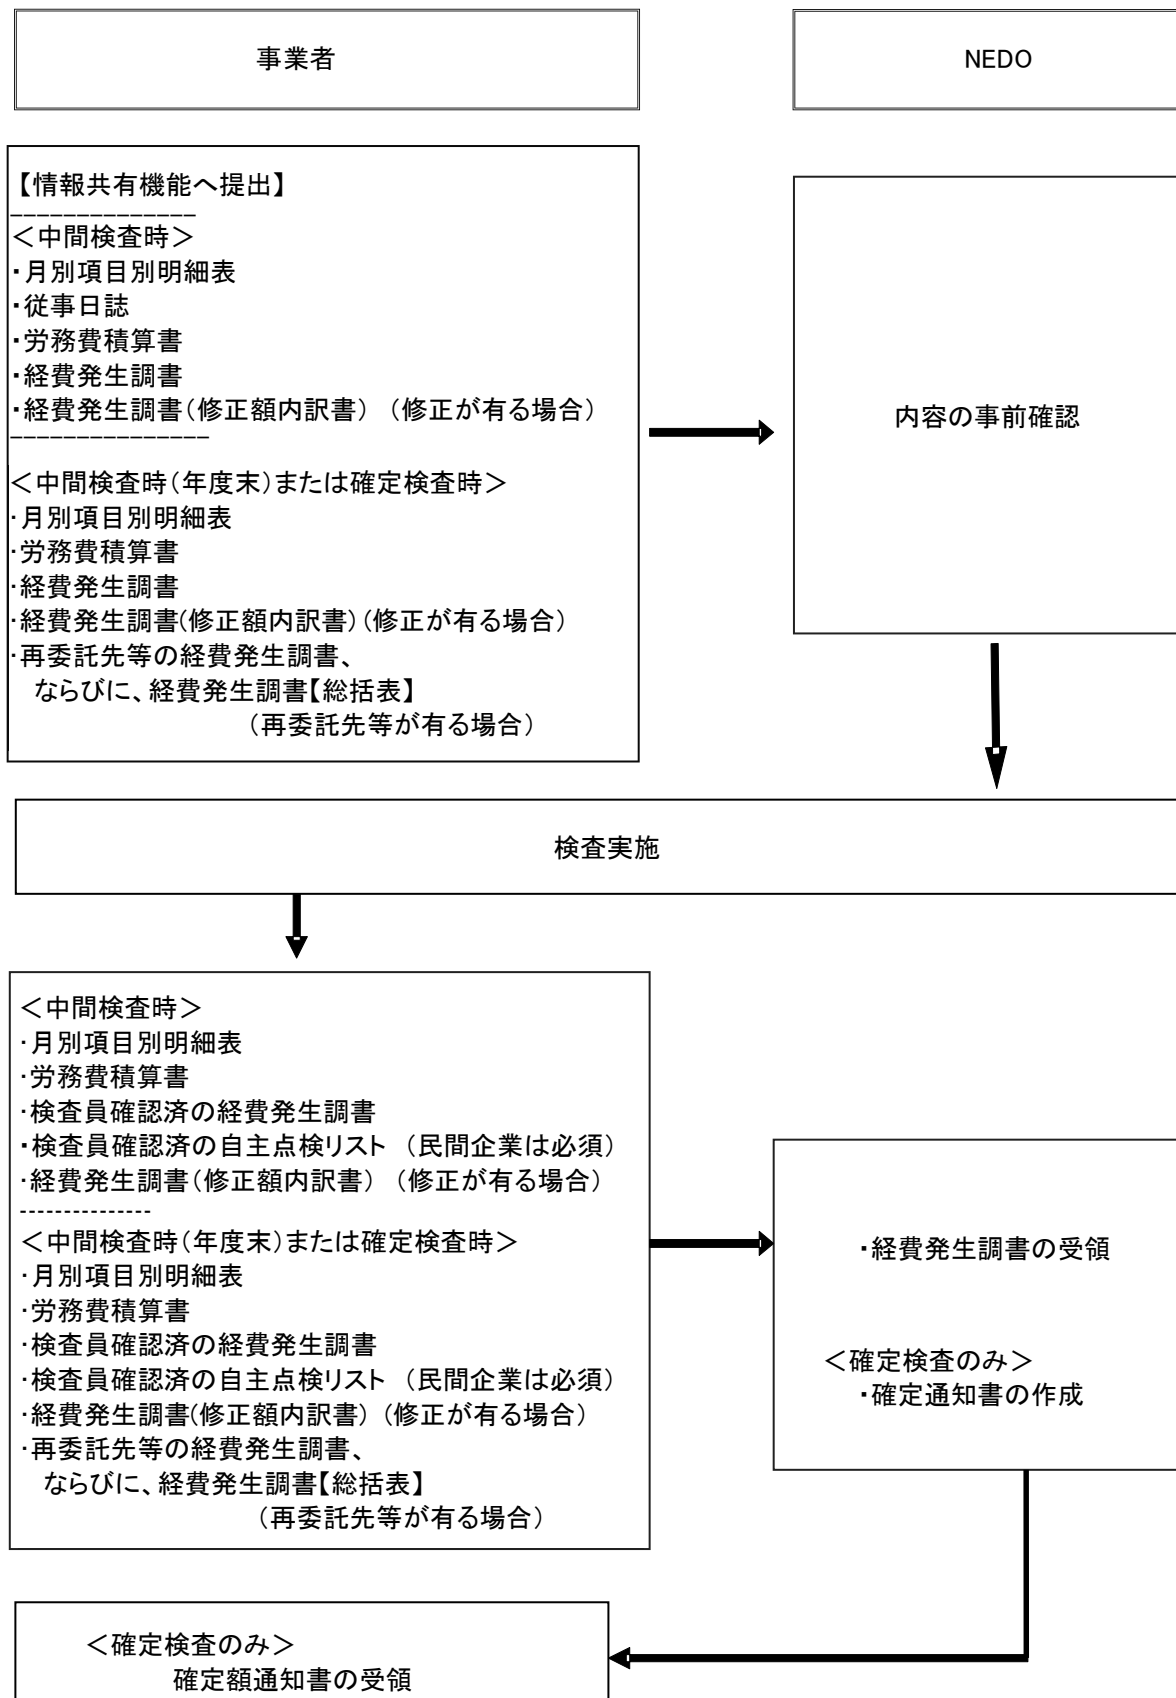 事業者
NEDO
【情報共有機能へ提出】
＜中間検査時＞
・月別項目別明細表
・従事日誌
・労務費積算書
・経費発生調書
・経費発生調書（修正額内訳書）　（修正が有る場合）
＜中間検査時（年度末）または確定検査時＞
・月別項目別明細表
・労務費積算書
・経費発生調書
・経費発生調書(修正額内訳書) (修正が有る場合）
・再委託先等の経費発生調書、
ならびに、経費発生調書【総括表】
（再委託先等が有る場合）
内容の事前確認
検査実施
＜中間検査時＞
・月別項目別明細表
・労務費積算書
・検査員確認済の経費発生調書
・検査員確認済の自主点検リスト　（民間企業は必須）
・経費発生調書（修正額内訳書）　（修正が有る場合）
---------------
＜中間検査時（年度末）または確定検査時＞
・月別項目別明細表
・労務費積算書
・検査員確認済の経費発生調書
・検査員確認済の自主点検リスト　（民間企業は必須）
・経費発生調書(修正額内訳書) (修正が有る場合）
・再委託先等の経費発生調書、
ならびに、経費発生調書【総括表】
（再委託先等が有る場合）
・経費発生調書の受領
＜確定検査のみ＞
・確定通知書の作成
＜確定検査のみ＞
確定額通知書の受領